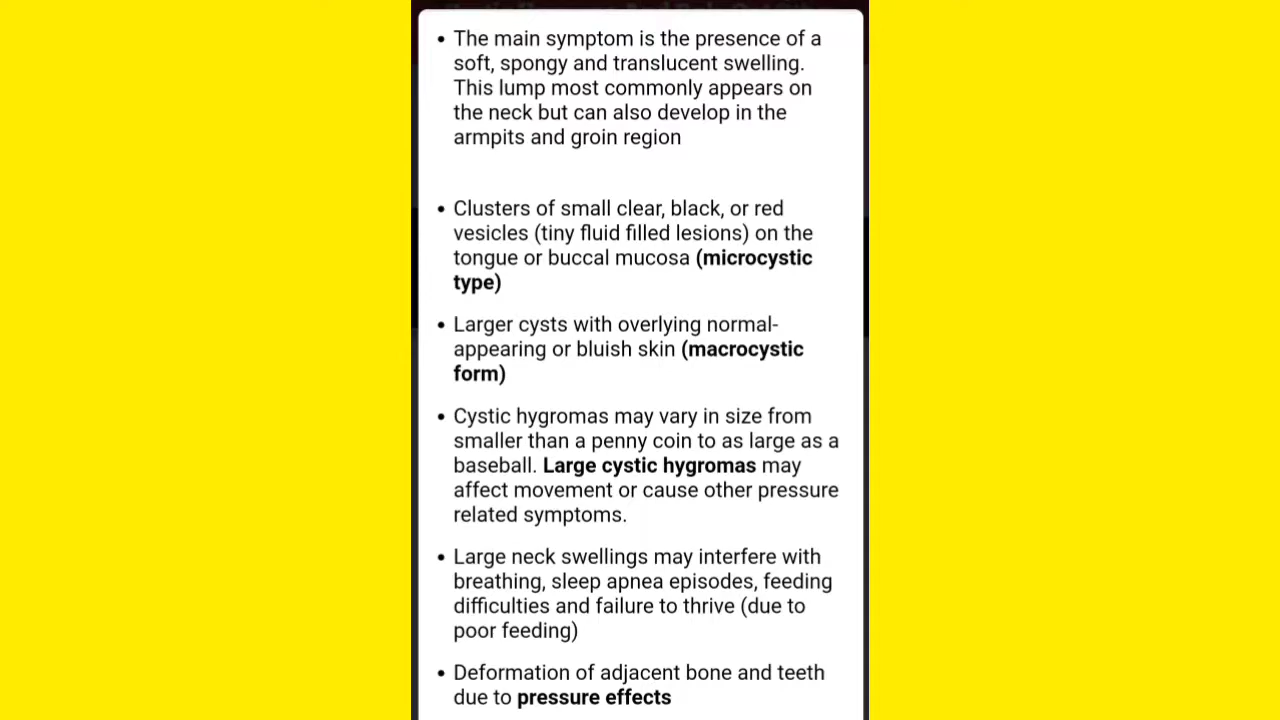 • The main symptom is the presence of a
soft, spongy and translucent swelling.
This lump most commonly appears on
the neck but can also develop in the
armpits and groin region
• Clusters of small clear, black, or red
vesicles (tiny fluid filled lesions) on the
tongue or buccal mucosa (microcystic
type)
• Larger cysts with overlying normal-
appearing or bluish skin (macrocystic
form)
• Cystic hygromas may vary in size from
smaller than a penny coin to as large as a
baseball. Large cystic hygromas may
affect movement or cause other pressure
related symptoms.
• Large neck swellings may interfere with
breathing, sleep apnea episodes, feeding
difficulties and failure to thrive (due to
poor feeding)
• Deformation of adjacent bone and teeth
due to pressure effects